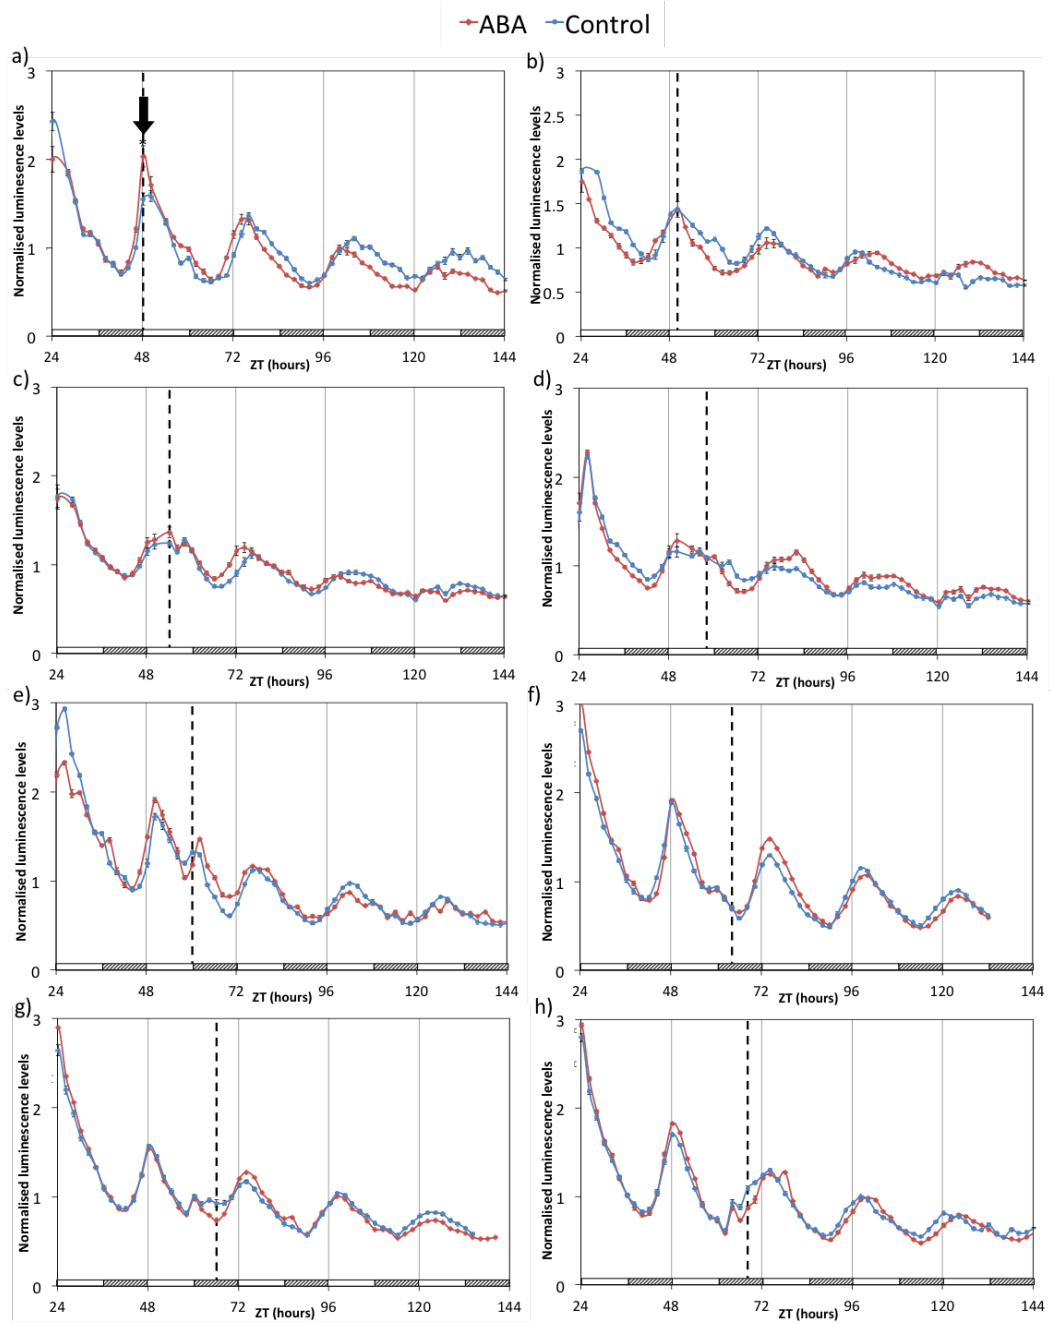 ABA Control
a)
Normalised luminesence levels
3
2
1
0
24 48 72 96 120 144
ZT (hours)
b)
Normalised luminescence levels
3
2.5
2
1.5
1
0.5
0
24 48 72 96 120 144
ZT (hours)
c)
Normalised luminescence levels
3
2
1
0
24 48 72 96 120 144
ZT (hours)
d)
Normalised luminescence levels
3
2
1
0
24 48 72 96 120 144
ZT (hours)
e)
Normalised luminescence levels
3
2
1
0
24 48 72 96 120 144
ZT (hours)
f)
Normalised luminescence levels
3
2
1
0
24 48 72 96 120 144
ZT (hours)
g)
Normalised luminescence levels
3
2
1
0
24 48 72 96 120 144
ZT (hours)
h)
Normalised luminescence levels
3
2
1
0
24 48 72 96 120 144
ZT (hours)